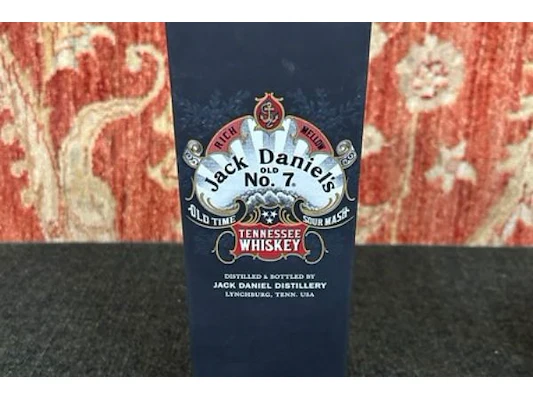 RICH MELLOW
Jack Daniel's
OLD
No. 7®
OLD TIME SOUR MASH
TENNESSEE
WHISKEY
DISTILLED & BOTTLED BY
JACK DANIEL DISTILLERY
LYNCHBURG, TENN. USA